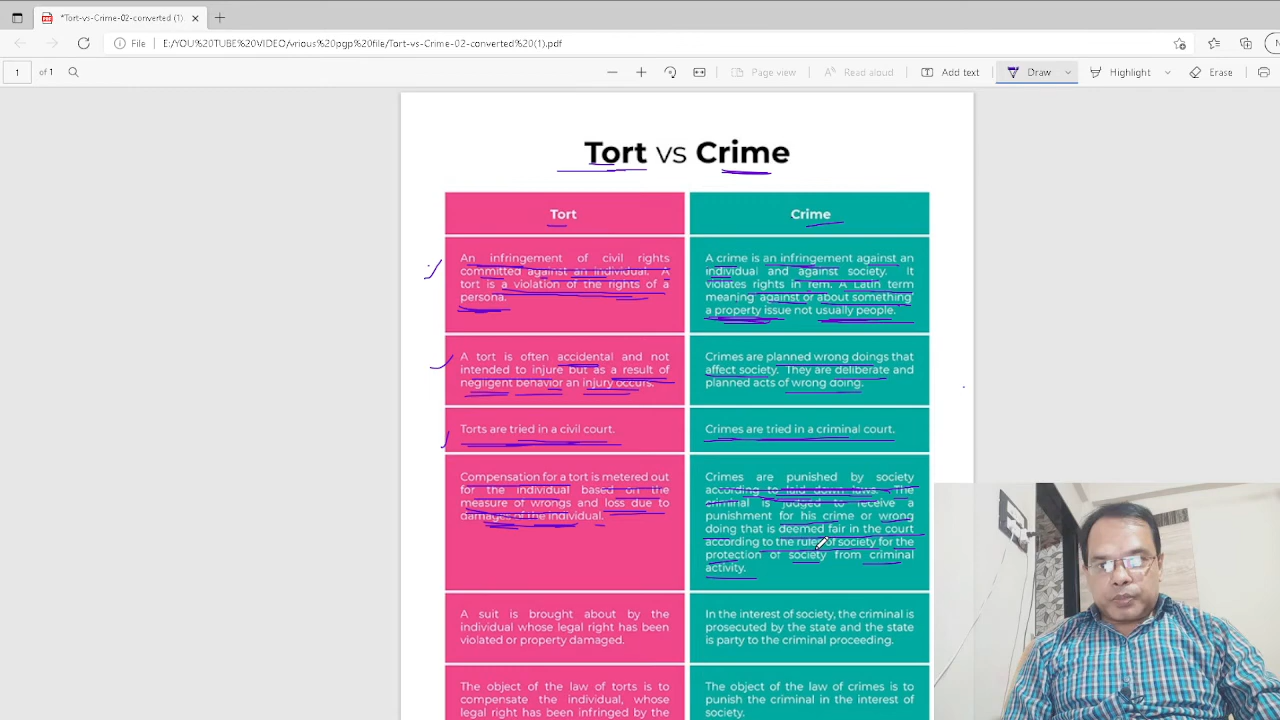 *Tort-vs-Crime-02-converted (1)
File
E:/YOU%20TUBE%20VIDEO/vrious%20pgp%20file/Tort-vs-Crime-02-converted%20(1).pdf
1 of 1
Page view
Read aloud
Add text
Draw
Highlight
Erase
Tort vs Crime
Tort
Crime
An infringement of civil rights
committed against an individual. A
tort is a violation of the rights of a
persona.
A crime is an infringement against an
individual and against society. It
violates rights in rem. A Latin term
meaning against or about something'
a property issue not usually people.
A tort is often accidental and not
intended to injure but as a result of
negligent behavior an injury occurs.
Crimes are planned wrong doings that
affect society. They are deliberate and
planned acts of wrong doing.
Torts are tried in a civil court.
Crimes are tried in a criminal court.
Compensation for a tort is metered out
for the individual based on the
measure of wrongs and loss due to
damages of the individual.
Crimes are punished by society
according to laid down laws. The
criminal is judged to receive a
punishment for his crime or wrong
doing that is deemed fair in the court
according to the rules of society for the
protection of society from criminal
activity.
A suit is brought about by the
individual whose legal right has been
violated or property damaged.
In the interest of society, the criminal is
prosecuted by the state and the state
is party to the criminal proceeding.
The object of the law of torts is to
compensate the individual, whose
legal right has been infringed by the
The object of the law of crimes is to
punish the criminal in the interest of
society.